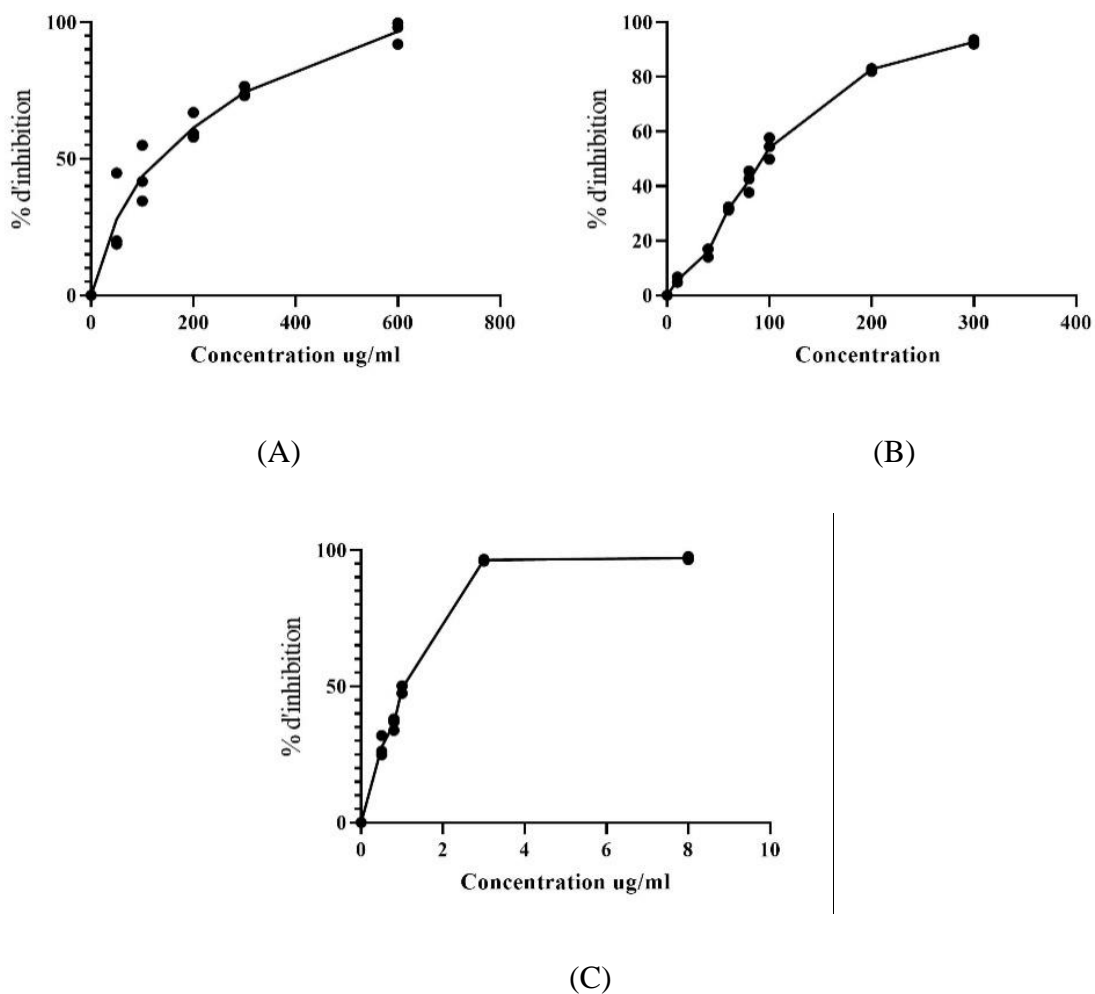 100
50
0
% d'inhibition
0 200 400 600 800
Concentration ug/ml
(A)
100
80
60
40
20
0
% d'inhibition
0 100 200 300 400
Concentration
(B)
100
50
0
% d'inhibition
0 2 4 6 8 10
Concentration ug/ml
(C)